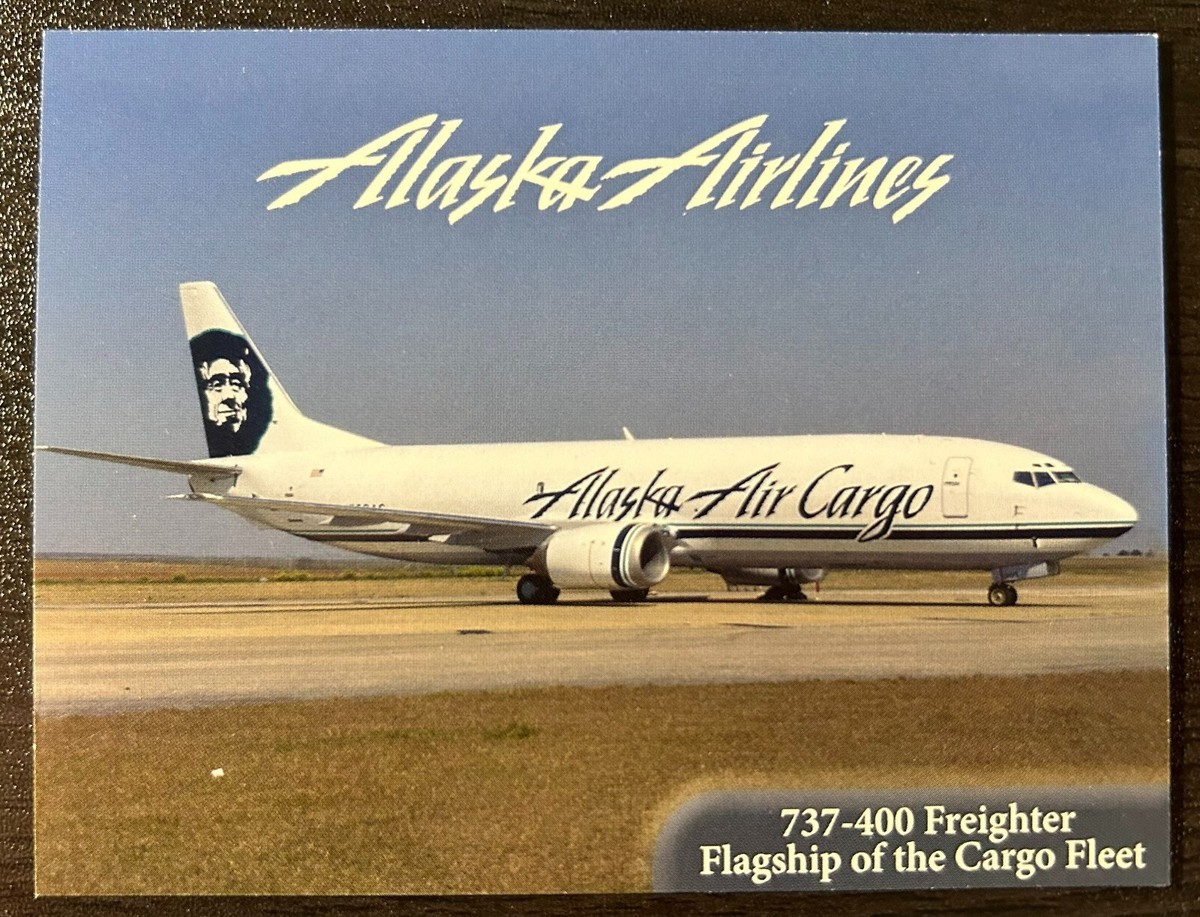 Alaska Airlines
Alaska Air Cargo
737-400 Freighter
Flagship of the Cargo Fleet